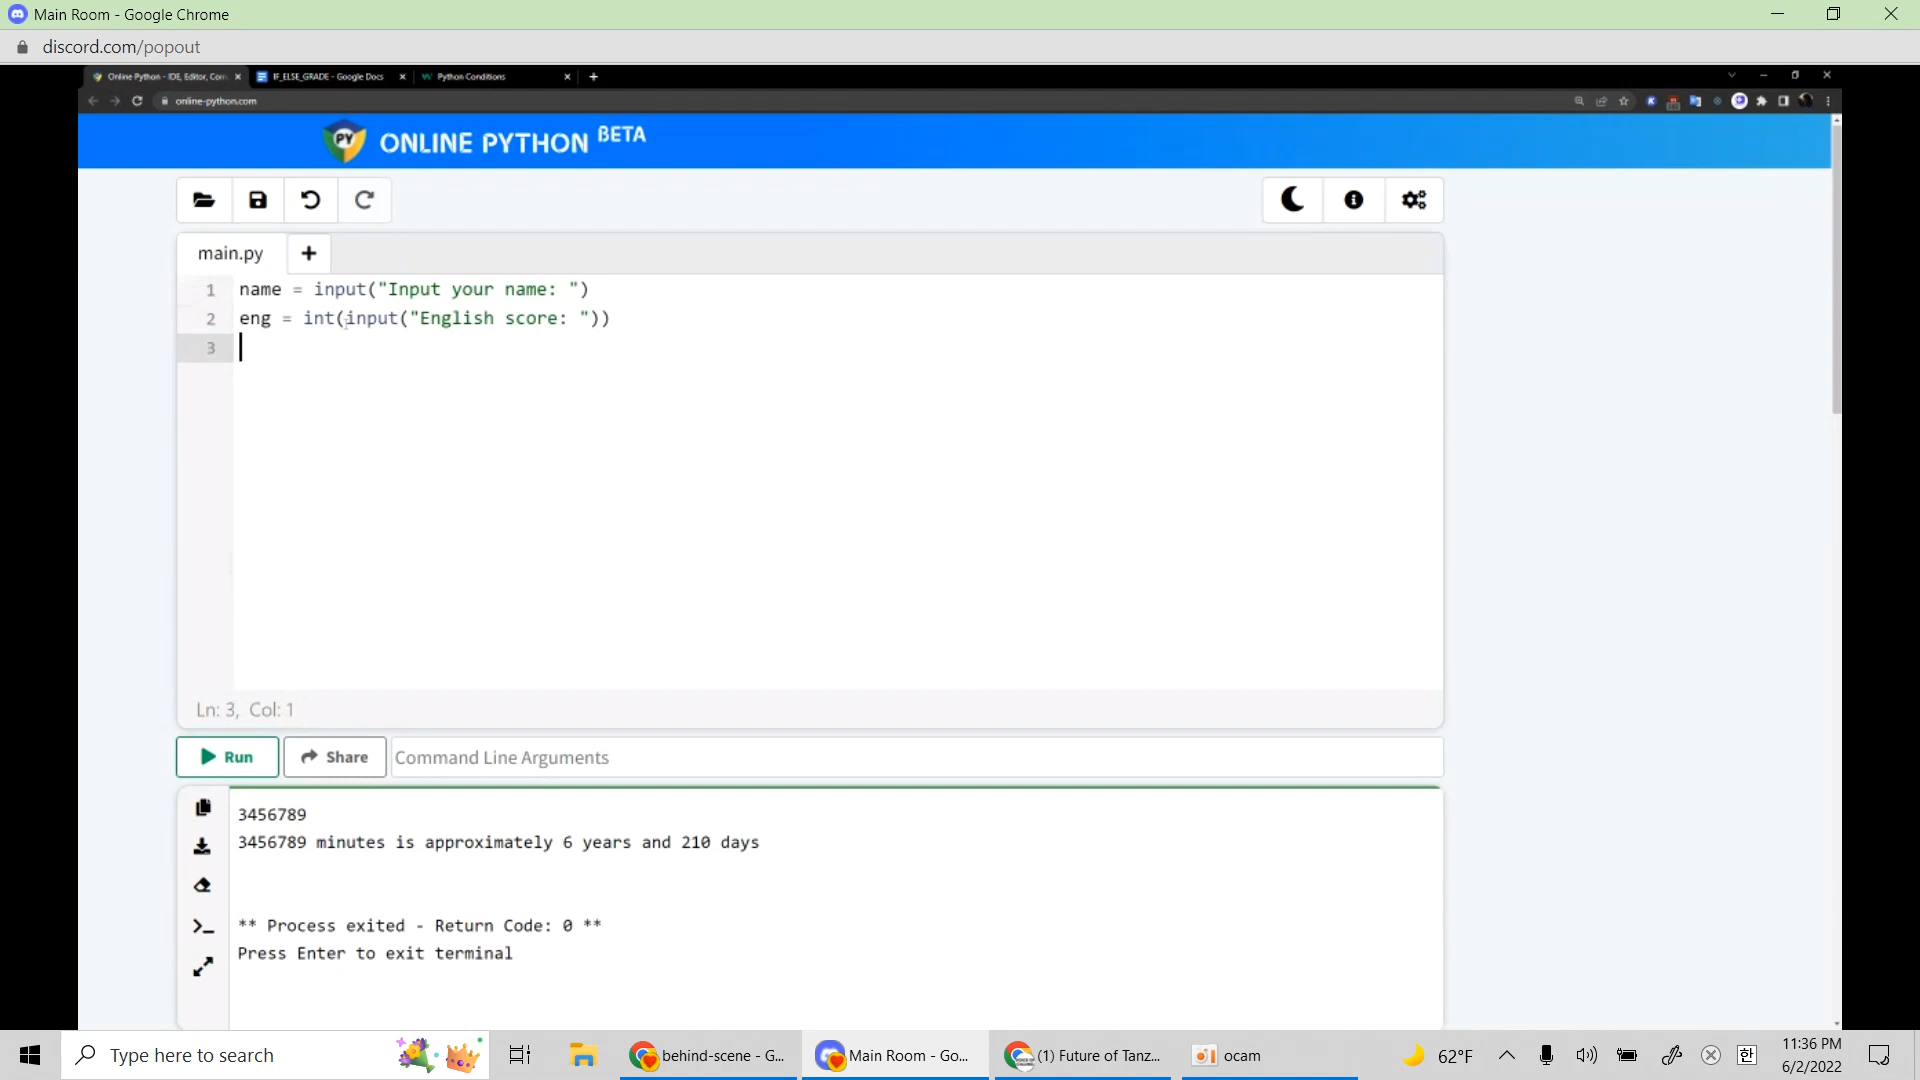 Main Room - Google Chrome
discord.com/popout
Online Python - IDE, Editor, Com
IF_ELSE_GRADE - Google Docs
Python Conditions
online-python.com
PY ONLINE PYTHON BETA
main.py
1 name = input("Input your name: ")
2 eng = int(input("English score: "))
3
Ln: 3, Col: 1
Run Share Command Line Arguments
3456789
3456789 minutes is approximately 6 years and 210 days
** Process exited - Return Code: 0 **
Press Enter to exit terminal
Type here to search
behind-scene - G...
Main Room - Go...
(1) Future of Tanz...
ocam
62°F
한
11:36 PM
6/2/2022